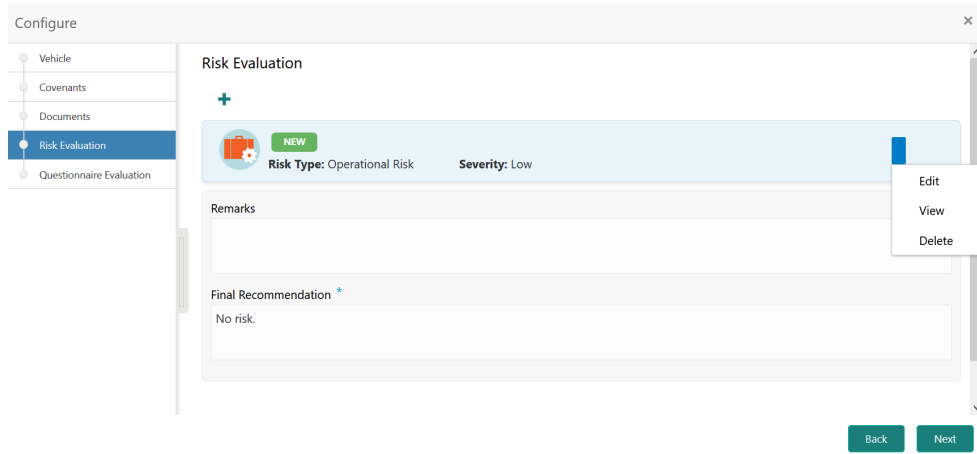 Configure
×
Vehicle
Covenants
Documents
Risk Evaluation
Questionnaire Evaluation
Risk Evaluation
NEW
Risk Type: Operational Risk Severity: Low
Edit
View
Delete
Remarks
Final Recommendation *
No risk.
Back Next